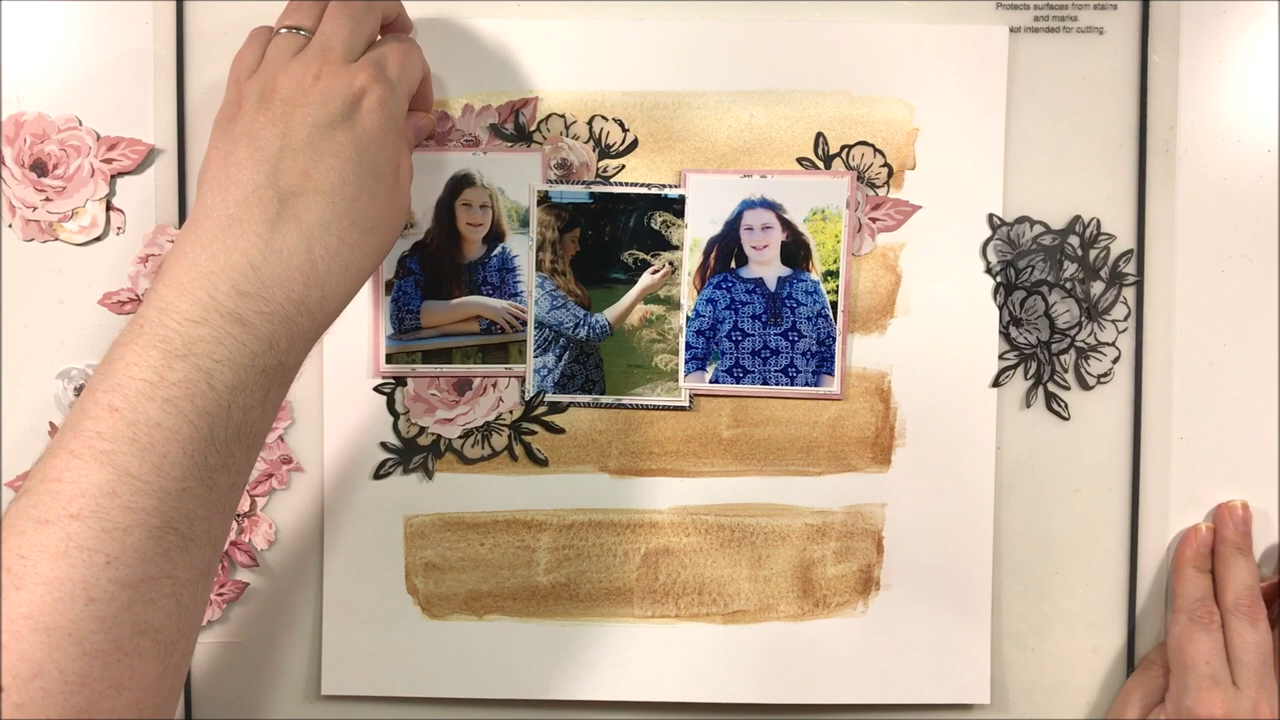 Protects surfaces from stains
and marks.
Not intended for cutting.